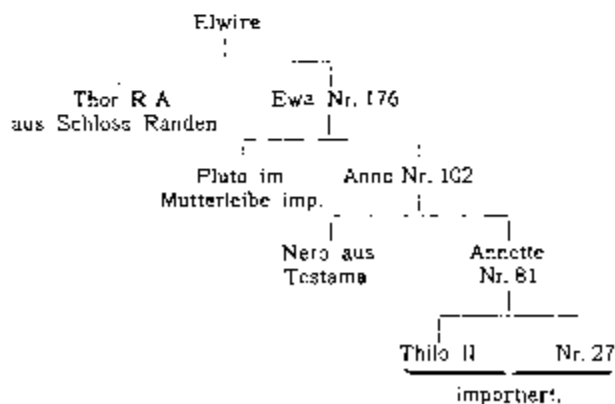 Elwire
Thor R A Ewa Nr. 176
aus Schloss Randen
Pluto im Anna Nr. 102
Mutterleibe imp.
Nero aus Annette
Testama Nr. 81
Thilo II Nr. 27
importiert.